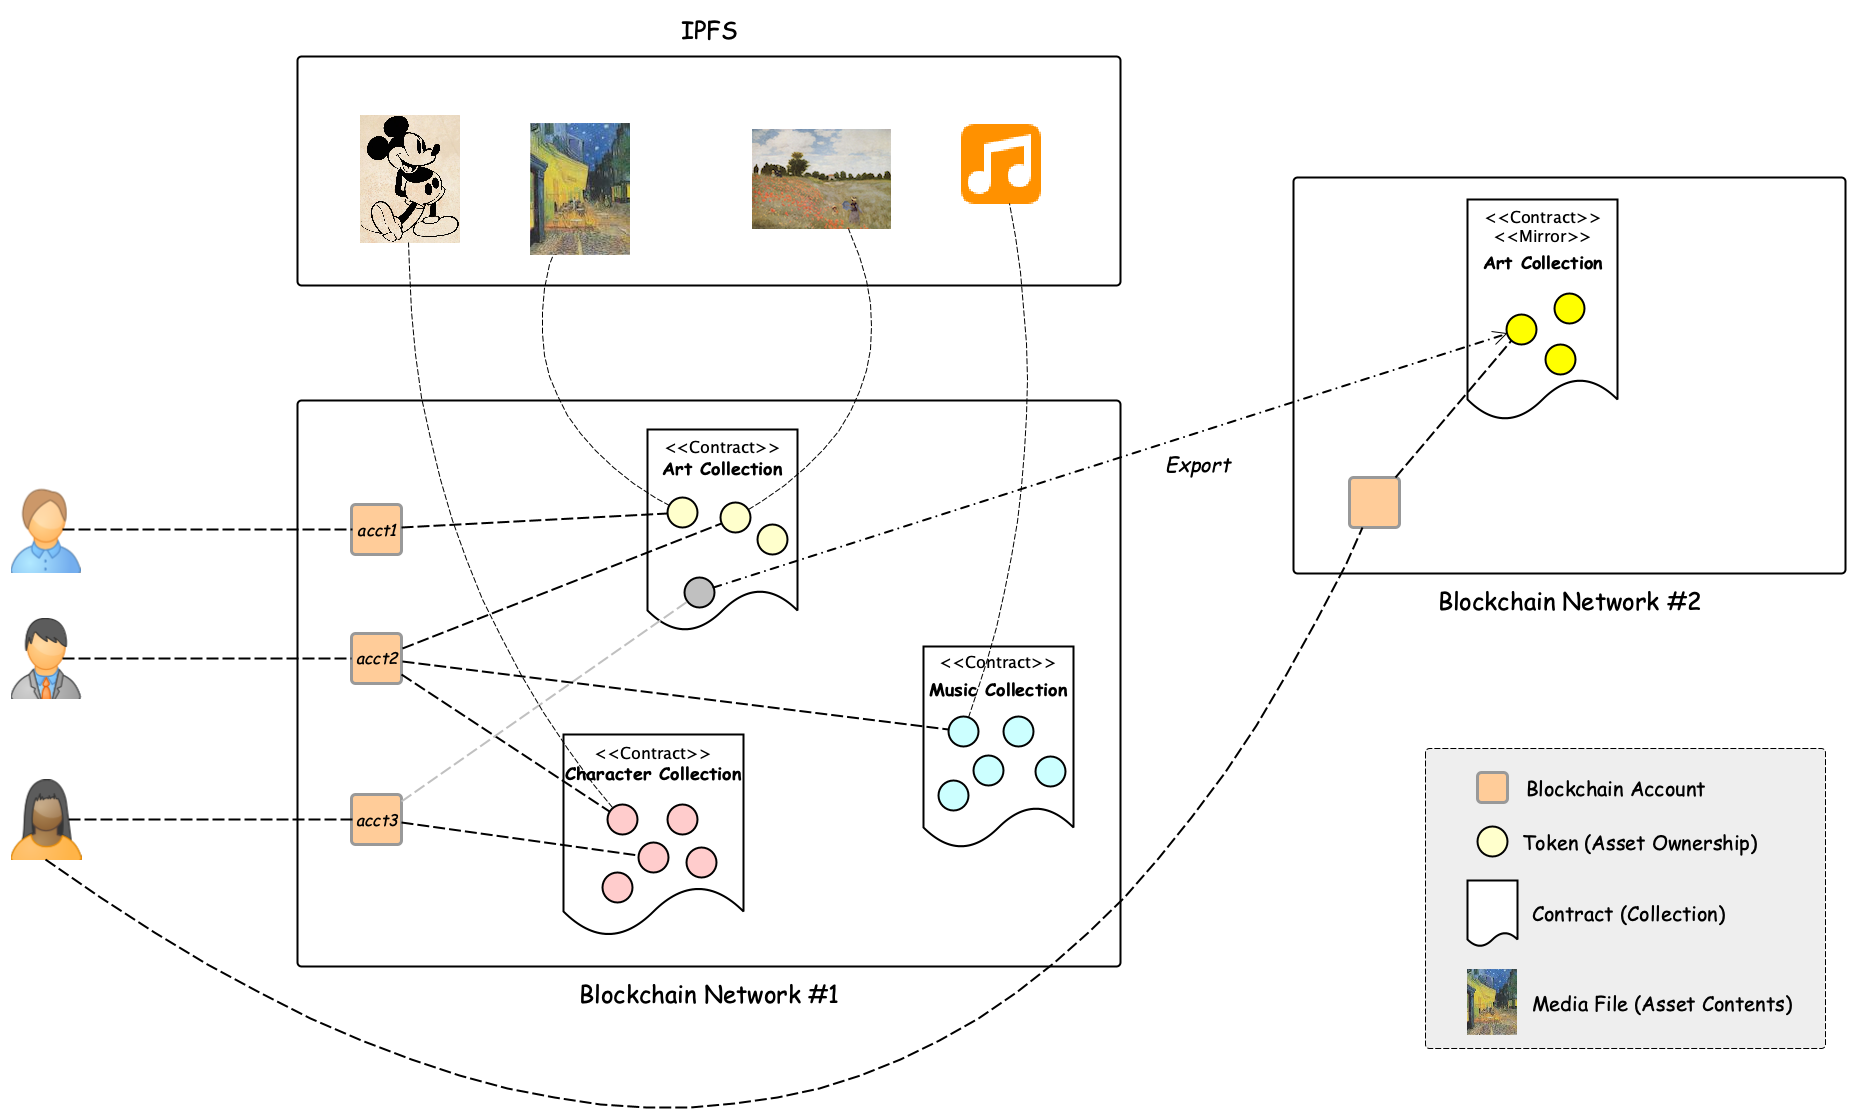 IPFS
<<Contract>>
<<Mirror>>
Art Collection
<<Contract>>
Art Collection
Export
acct1
Blockchain Network #2
acct2
<<Contract>>
Music Collection
<<Contract>>
Character Collection
acct3
Blockchain Account
Token (Asset Ownership)
Contract (Collection)
Blockchain Network #1
Media File (Asset Contents)